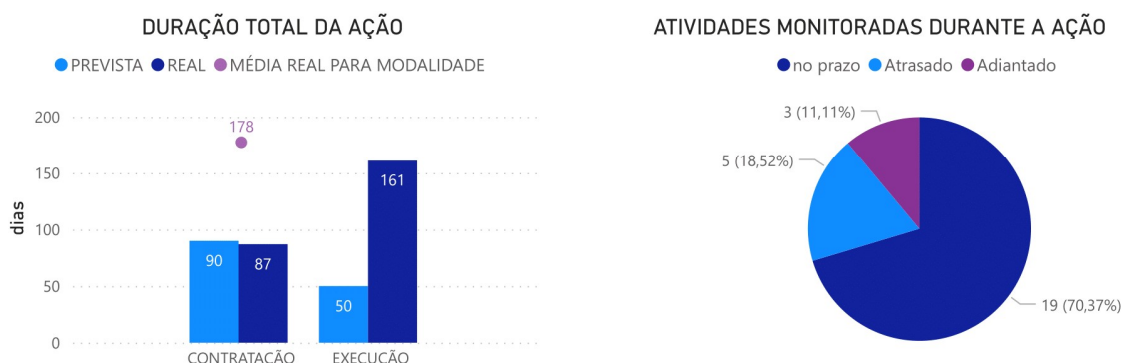 DURAÇÃO TOTAL DA AÇÃO
PREVISTA REAL MÉDIA REAL PARA MODALIDADE
200
178
150
161
dias
100
90
87
50
50
0
CONTRATAÇÃO EXECUÇÃO
ATIVIDADES MONITORADAS DURANTE A AÇÃO
no prazo Atrasado Adiantado
3 (11,11%)
5 (18,52%)
19 (70,37%)